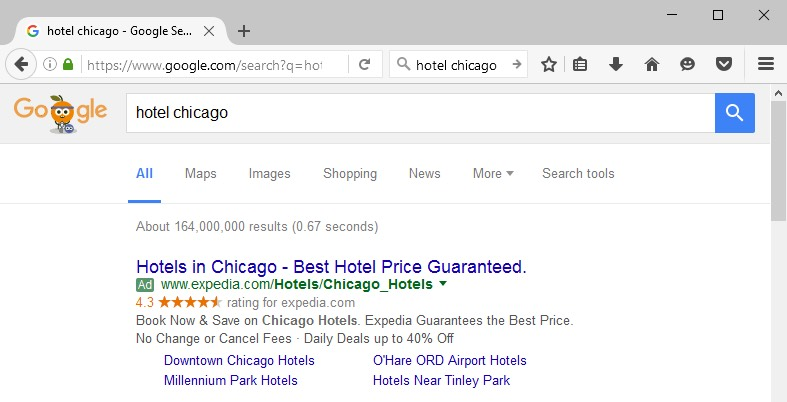 hotel chicago - Google Se...
https://www.google.com/search?q=hot
hotel chicago
Google
hotel chicago
All Maps Images Shopping News More Search tools
About 164,000,000 results (0.67 seconds)
Hotels in Chicago - Best Hotel Price Guaranteed.
Ad www.expedia.com/Hotels/Chicago_Hotels
4.3 rating for expedia.com
Book Now & Save on Chicago Hotels. Expedia Guarantees the Best Price.
No Change or Cancel Fees · Daily Deals up to 40% Off
Downtown Chicago Hotels O'Hare ORD Airport Hotels
Millennium Park Hotels Hotels Near Tinley Park